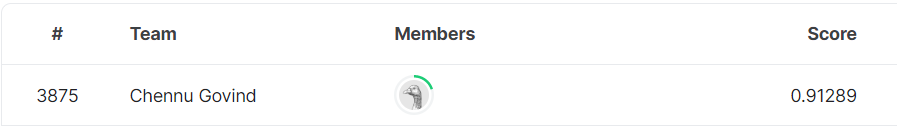 # Team Members Score
3875 Chennu Govind 0.91289